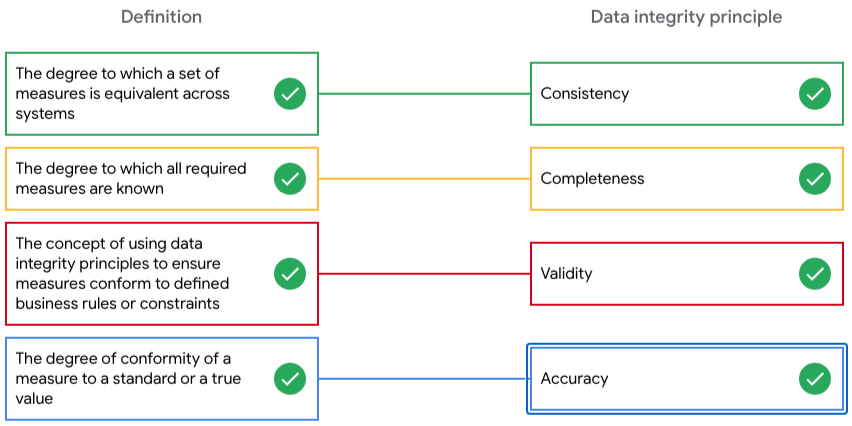 Definition
Data integrity principle
The degree to which a set of
measures is equivalent across
systems
Consistency
The degree to which all required
measures are known
Completeness
The concept of using data
integrity principles to ensure
measures conform to defined
business rules or constraints
Validity
The degree of conformity of a
measure to a standard or a true
value
Accuracy